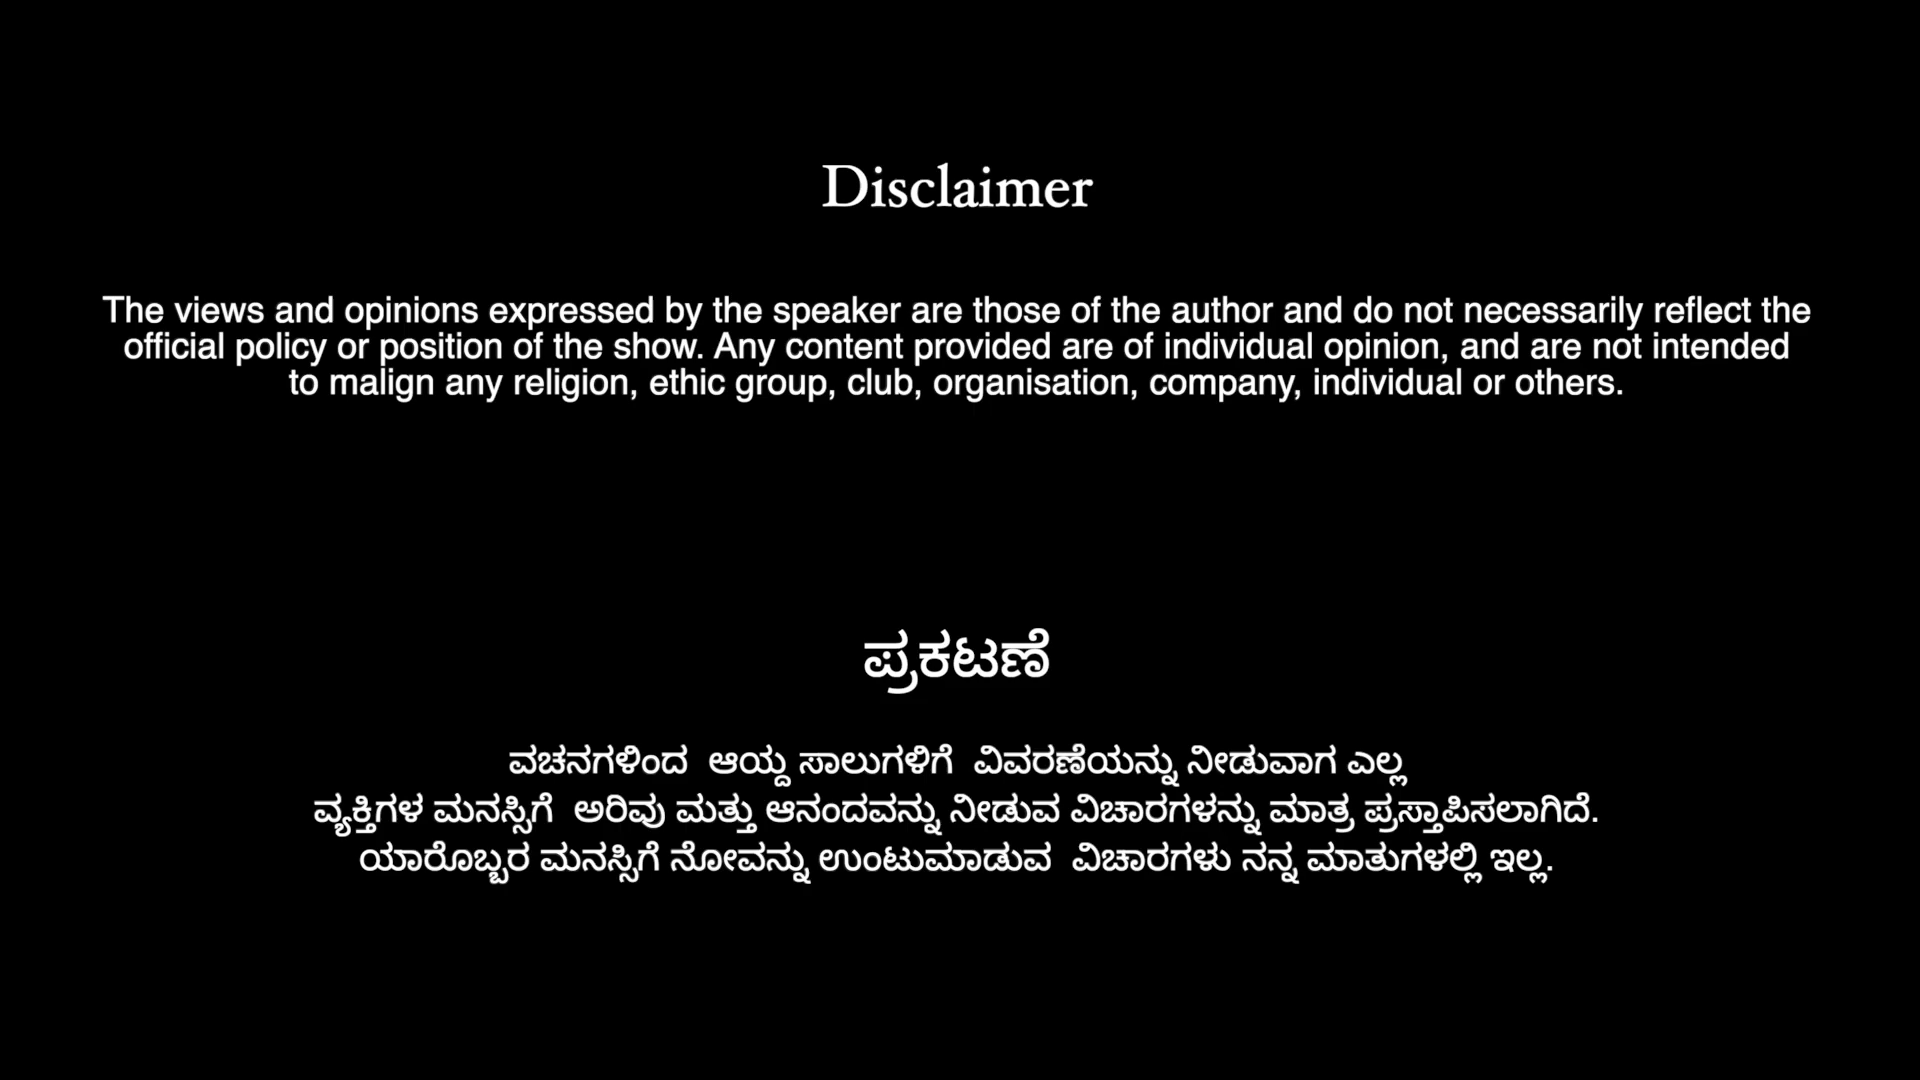 Disclaimer
The views and opinions expressed by the speaker are those of the author and do not necessarily reflect the
official policy or position of the show. Any content provided are of individual opinion, and are not intended
to malign any religion, ethic group, club, organisation, company, individual or others.
ಪ್ರಕಟಣೆ
ವಚನಗಳಿಂದ ಆಯ್ದ ಸಾಲುಗಳಿಗೆ ವಿವರಣೆಯನ್ನು ನೀಡುವಾಗ ಎಲ್ಲ
ವ್ಯಕ್ತಿಗಳ ಮನಸ್ಸಿಗೆ ಅರಿವು ಮತ್ತು ಆನಂದವನ್ನು ನೀಡುವ ವಿಚಾರಗಳನ್ನು ಮಾತ್ರ ಪ್ರಸ್ತಾಪಿಸಲಾಗಿದೆ.
ಯಾರೊಬ್ಬರ ಮನಸ್ಸಿಗೆ ನೋವನ್ನು ಉಂಟುಮಾಡುವ ವಿಚಾರಗಳು ನನ್ನ ಮಾತುಗಳಲ್ಲಿ ಇಲ್ಲ.